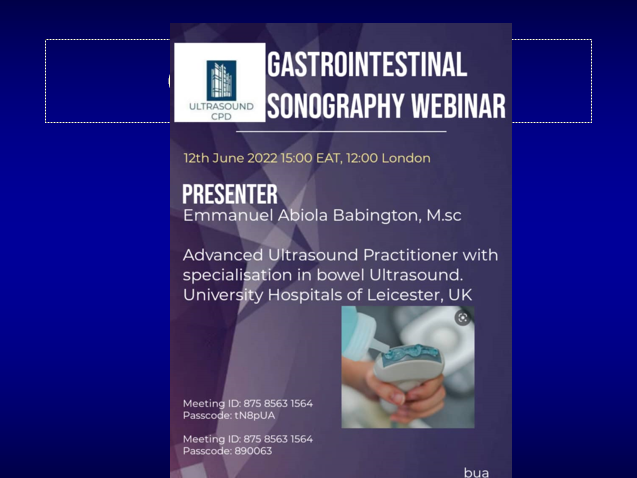 GASTROINTESTINAL
SONOGRAPHY WEBINAR
ULTRASOUND
CPD
12th June 2022 15:00 EAT, 12:00 London
PRESENTER
Emmanuel Abiola Babington, M.sc
Advanced Ultrasound Practitioner with
specialisation in bowel Ultrasound.
University Hospitals of Leicester, UK
Meeting ID: 875 8563 1564
Passcode: tN8pUA
Meeting ID: 875 8563 1564
Passcode: 890063
bua